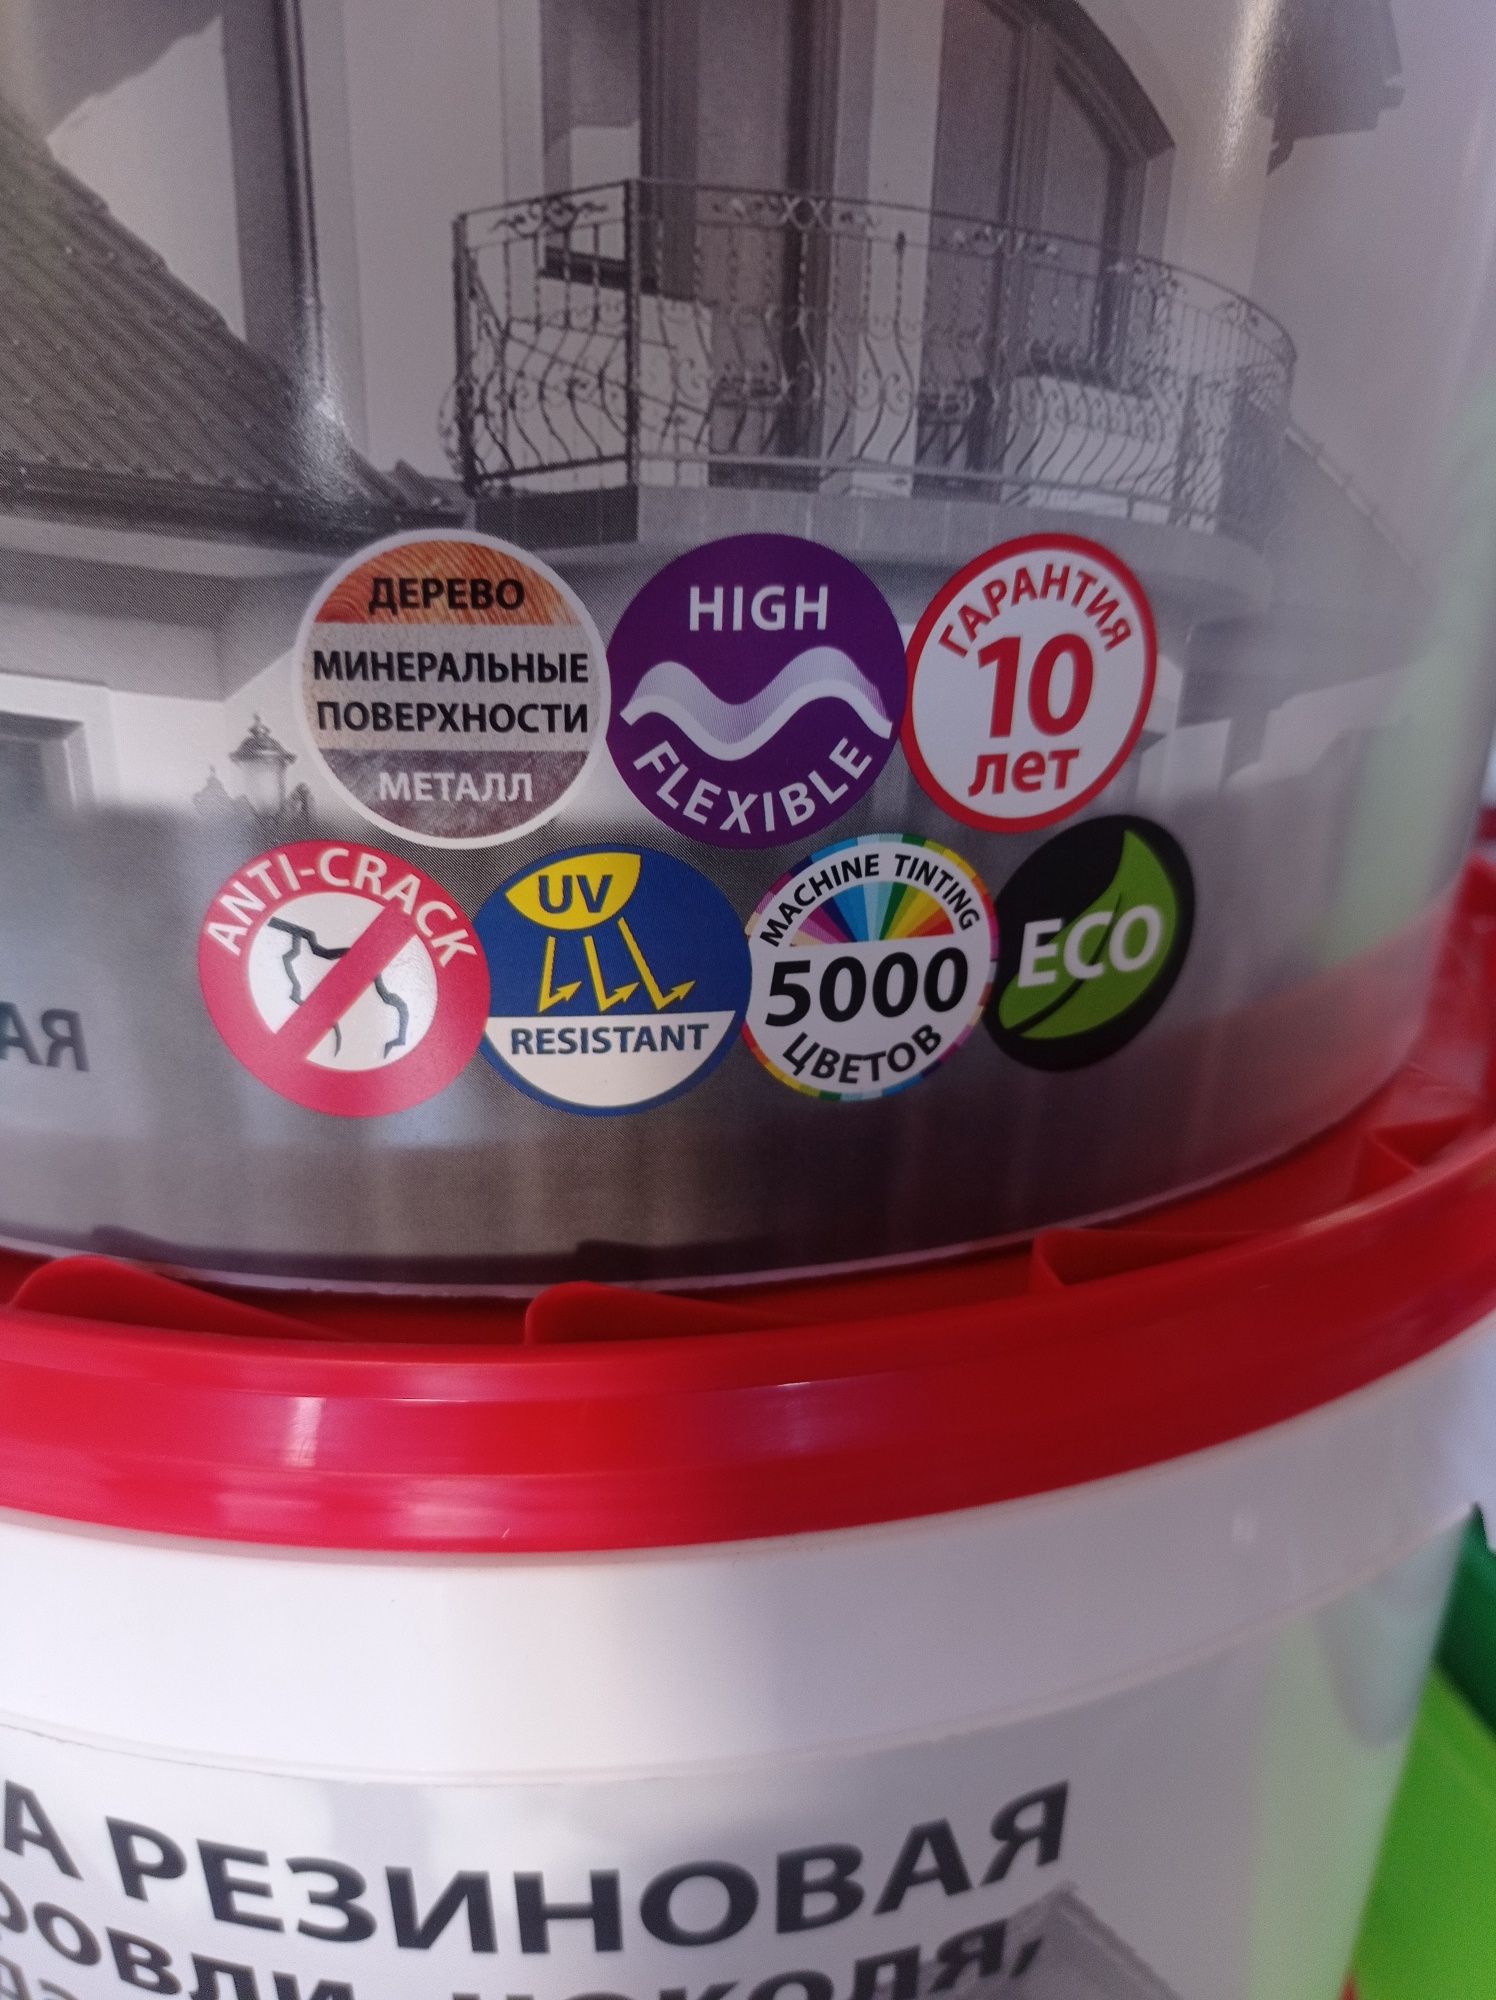 ДЕРЕВО
МИНЕРАЛЬНЫЕ
ПОВЕРХНОСТИ
МЕТАЛЛ
HIGH
FLEXIBLE
ГАРАНТИЯ
10
лет
ANTI-CRACK
UV
RESISTANT
MACHINE TINTING
5000
ЦВЕТОВ
ECO
АЯ
А РЕЗИНОВАЯ
цоколя,